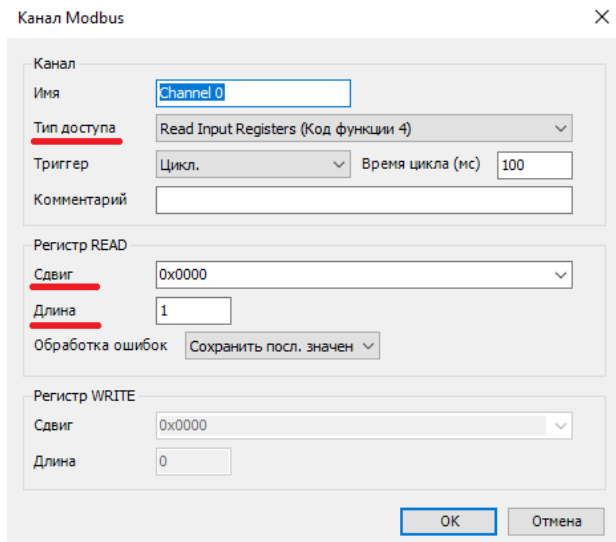 Канал Modbus
Канал
Имя Channel 0
Тип доступа Read Input Registers (Код функции 4)
Триггер Цикл. Время цикла (мс) 100
Комментарий
Регистр READ
Сдвиг 0x0000
Длина 1
Обработка ошибок Сохранить посл. значен
Регистр WRITE
Сдвиг 0x0000
Длина 0
OK Отмена